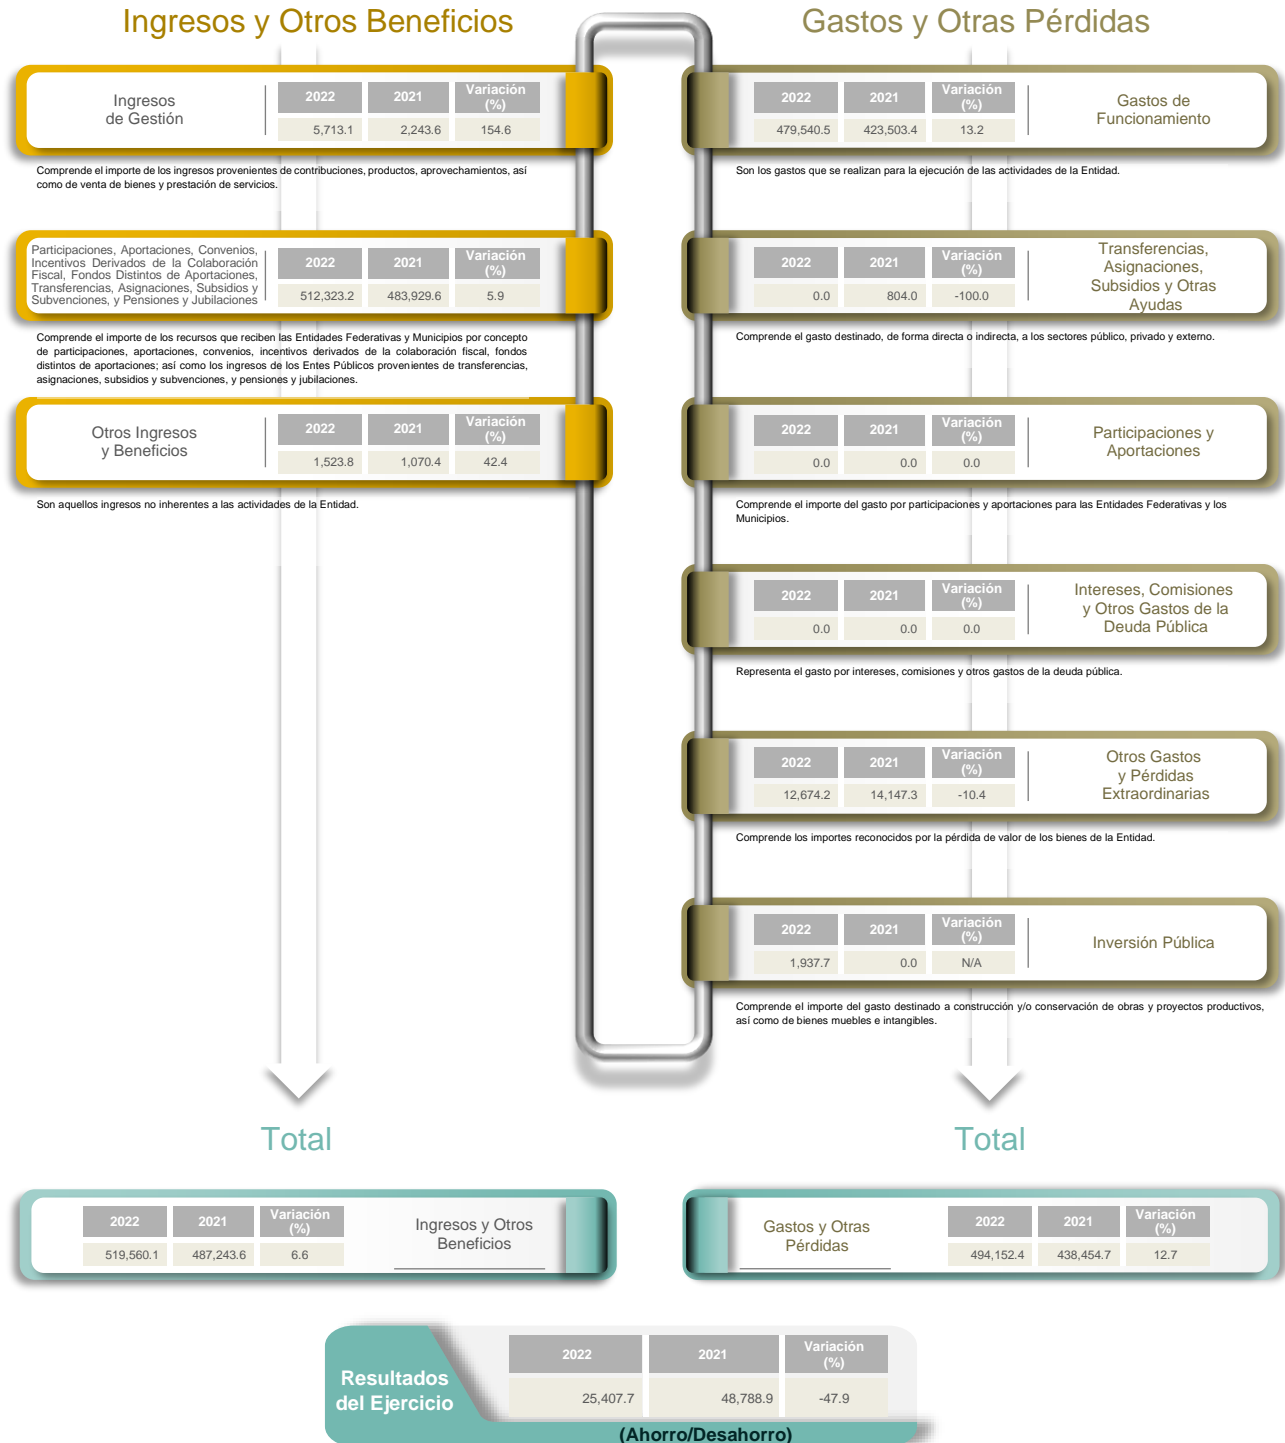 Ingresos y Otros Beneficios
Ingresos
de Gestión
2022 2021 Variación (%)
5,713.1 2,243.6 154.6
Comprende el importe de los ingresos provenientes de contribuciones, productos, aprovechamientos, así
como de venta de bienes y prestación de servicios.
Participaciones, Aportaciones, Convenios,
Incentivos Derivados de la Colaboración
Fiscal, Fondos Distintos de Aportaciones,
Transferencias, Asignaciones, Subsidios y
Subvenciones, y Pensiones y Jubilaciones
2022 2021 Variación (%)
512,323.2 483,929.6 5.9
Comprende el importe de los recursos que reciben las Entidades Federativas y Municipios por concepto
de participaciones, aportaciones, convenios, incentivos derivados de la colaboración fiscal, fondos
distintos de aportaciones; así como los ingresos de los Entes Públicos provenientes de transferencias,
asignaciones, subsidios y subvenciones, y pensiones y jubilaciones.
Otros Ingresos
y Beneficios
2022 2021 Variación (%)
1,523.8 1,070.4 42.4
Son aquellos ingresos no inherentes a las actividades de la Entidad.
Gastos y Otras Pérdidas
2022 2021 Variación (%)
479,540.5 423,503.4 13.2
Gastos de
Funcionamiento
Son los gastos que se realizan para la ejecución de las actividades de la Entidad.
2022 2021 Variación (%)
0.0 804.0 -100.0
Transferencias,
Asignaciones,
Subsidios y Otras
Ayudas
Comprende el gasto destinado, de forma directa o indirecta, a los sectores público, privado y externo.
2022 2021 Variación (%)
0.0 0.0 0.0
Participaciones y
Aportaciones
Comprende el importe del gasto por participaciones y aportaciones para las Entidades Federativas y los
Municipios.
2022 2021 Variación (%)
0.0 0.0 0.0
Intereses, Comisiones
y Otros Gastos de la
Deuda Pública
Representa el gasto por intereses, comisiones y otros gastos de la deuda pública.
2022 2021 Variación (%)
12,674.2 14,147.3 -10.4
Otros Gastos
y Pérdidas
Extraordinarias
Comprende los importes reconocidos por la pérdida de valor de los bienes de la Entidad.
2022 2021 Variación (%)
1,937.7 0.0 N/A
Inversión Pública
Comprende el importe del gasto destinado a construcción y/o conservación de obras y proyectos productivos,
así como de bienes muebles e intangibles.
Total
2022 2021 Variación (%)
519,560.1 487,243.6 6.6
Ingresos y Otros
Beneficios
Total
Gastos y Otras
Pérdidas
2022 2021 Variación (%)
494,152.4 438,454.7 12.7
Resultados
del Ejercicio
2022 2021 Variación (%)
25,407.7 48,788.9 -47.9
(Ahorro/Desahorro)